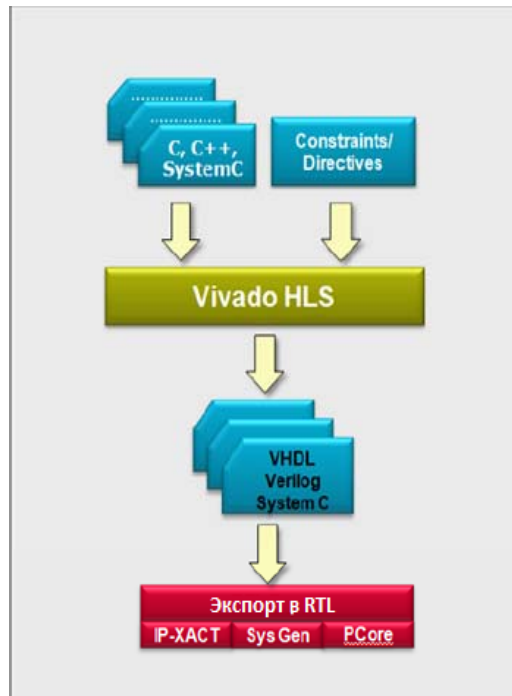 C, C++,
SystemC
Constraints/
Directives
Vivado HLS
VHDL
Verilog
System C
Экспорт в RTL
IP-XACT
Sys Gen
PCore